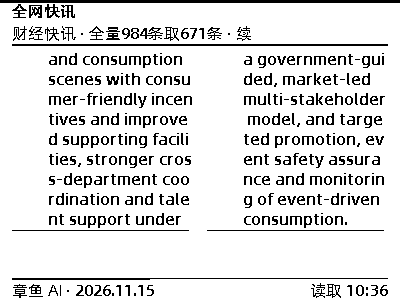 全网快讯
财经快讯 · 全量984条取671条 · 续
and consumption
scenes with consu
mer-friendly incen
tives and improve
d supporting facili
ties, stronger cros
s-department coo
rdination and tale
nt support under
a government-gui
ded, market-led
multi-stakeholder
model, and targe
ted promotion, ev
ent safety assura
nce and monitorin
g of event-driven
consumption.
章鱼 AI · 2026.11.15
读取 10:36